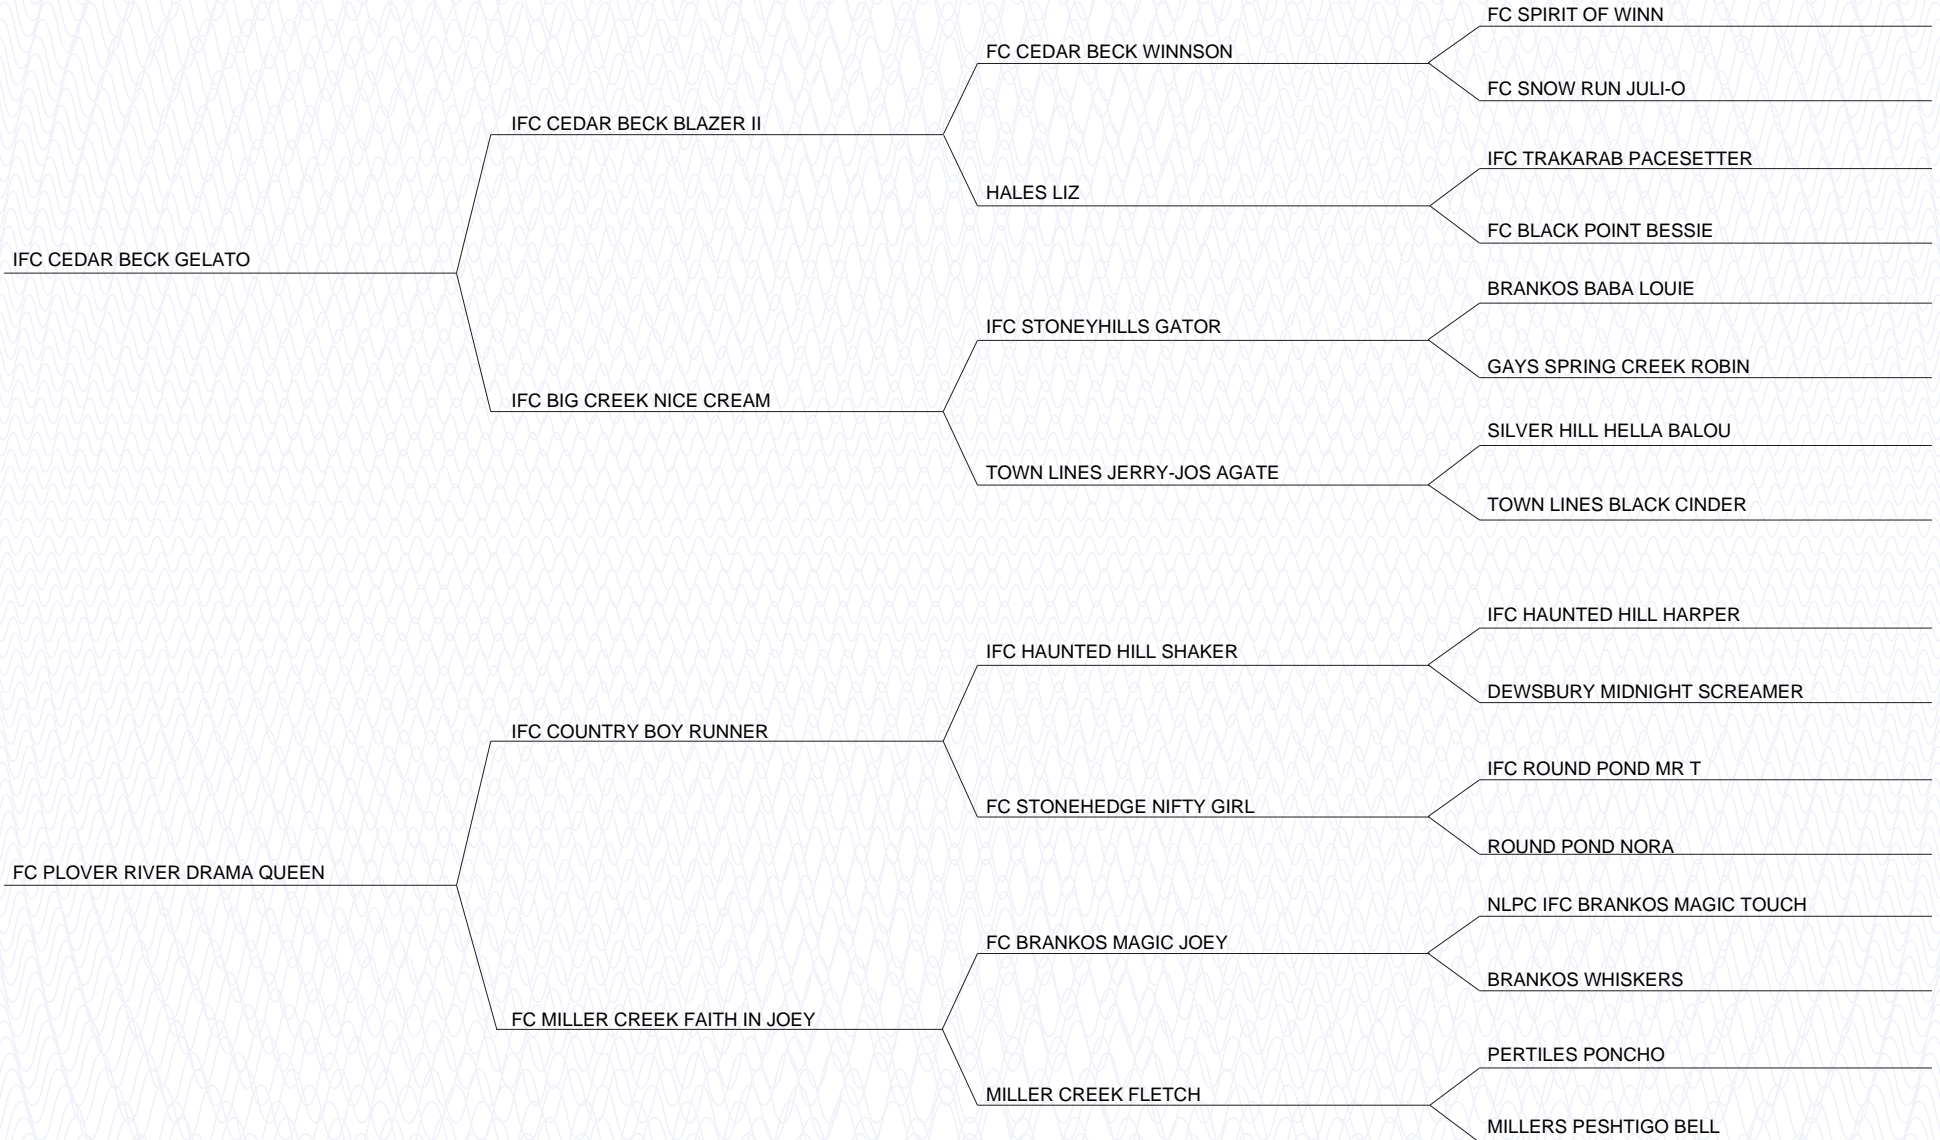 FC SPIRIT OF WINN
FC CEDAR BECK WINNSON
FC SNOW RUN JULI-O
IFC CEDAR BECK BLAZER II
IFC TRAKARAB PACESETTER
HALES LIZ
FC BLACK POINT BESSIE
IFC CEDAR BECK GELATO
BRANKOS BABA LOUIE
IFC STONEYHILLS GATOR
GAYS SPRING CREEK ROBIN
IFC BIG CREEK NICE CREAM
SILVER HILL HELLA BALOU
TOWN LINES JERRY-JOS AGATE
TOWN LINES BLACK CINDER
IFC HAUNTED HILL HARPER
IFC HAUNTED HILL SHAKER
DEWSBURY MIDNIGHT SCREAMER
IFC COUNTRY BOY RUNNER
IFC ROUND POND MR T
FC STONEHEDGE NIFTY GIRL
ROUND POND NORA
FC PLOVER RIVER DRAMA QUEEN
NLPC IFC BRANKOS MAGIC TOUCH
FC BRANKOS MAGIC JOEY
BRANKOS WHISKERS
FC MILLER CREEK FAITH IN JOEY
PERTILES PONCHO
MILLER CREEK FLETCH
MILLERS PESHTIGO BELL